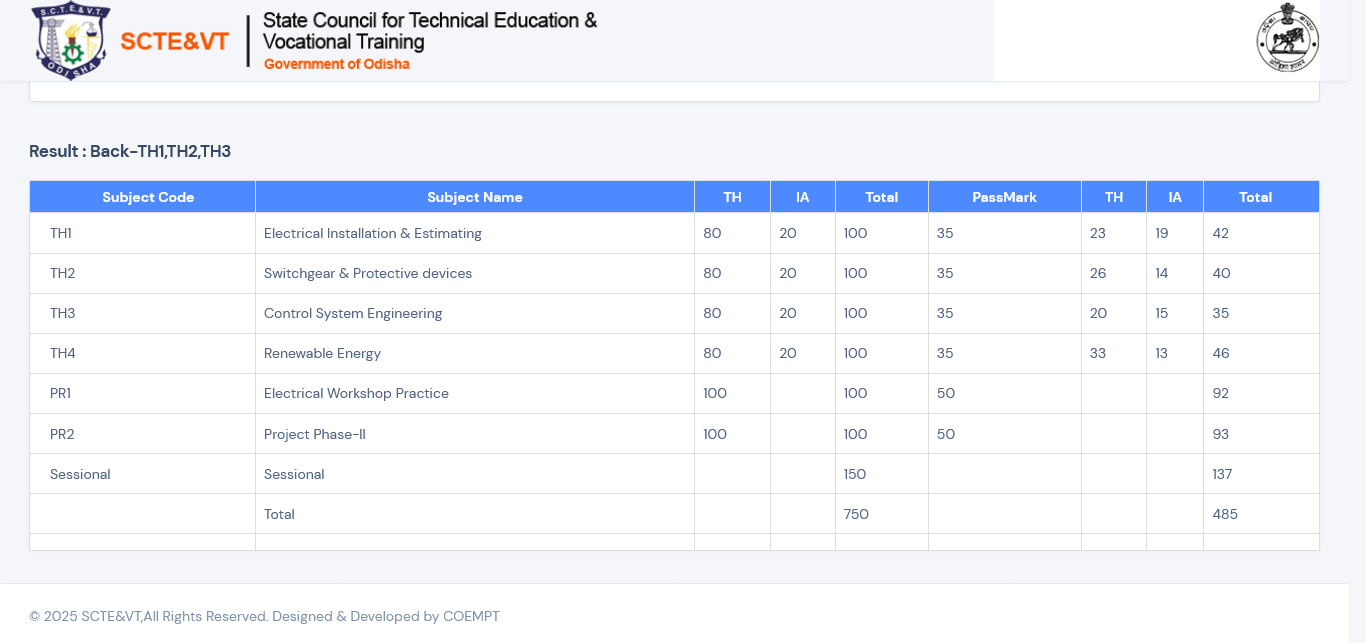 S.C.T.E.&V.T.
ODISHA
SCTE&VT
State Council for Technical Education &
Vocational Training
Government of Odisha
Result : Back-TH1,TH2,TH3
Subject Code Subject Name TH IA Total PassMark TH IA Total
TH1 Electrical Installation & Estimating 80 20 100 35 23 19 42
TH2 Switchgear & Protective devices 80 20 100 35 26 14 40
TH3 Control System Engineering 80 20 100 35 20 15 35
TH4 Renewable Energy 80 20 100 35 33 13 46
PR1 Electrical Workshop Practice 100 100 50 92
PR2 Project Phase-II 100 100 50 93
Sessional Sessional 150 137
Total 750 485
© 2025 SCTE&VT,All Rights Reserved. Designed & Developed by COEMPT